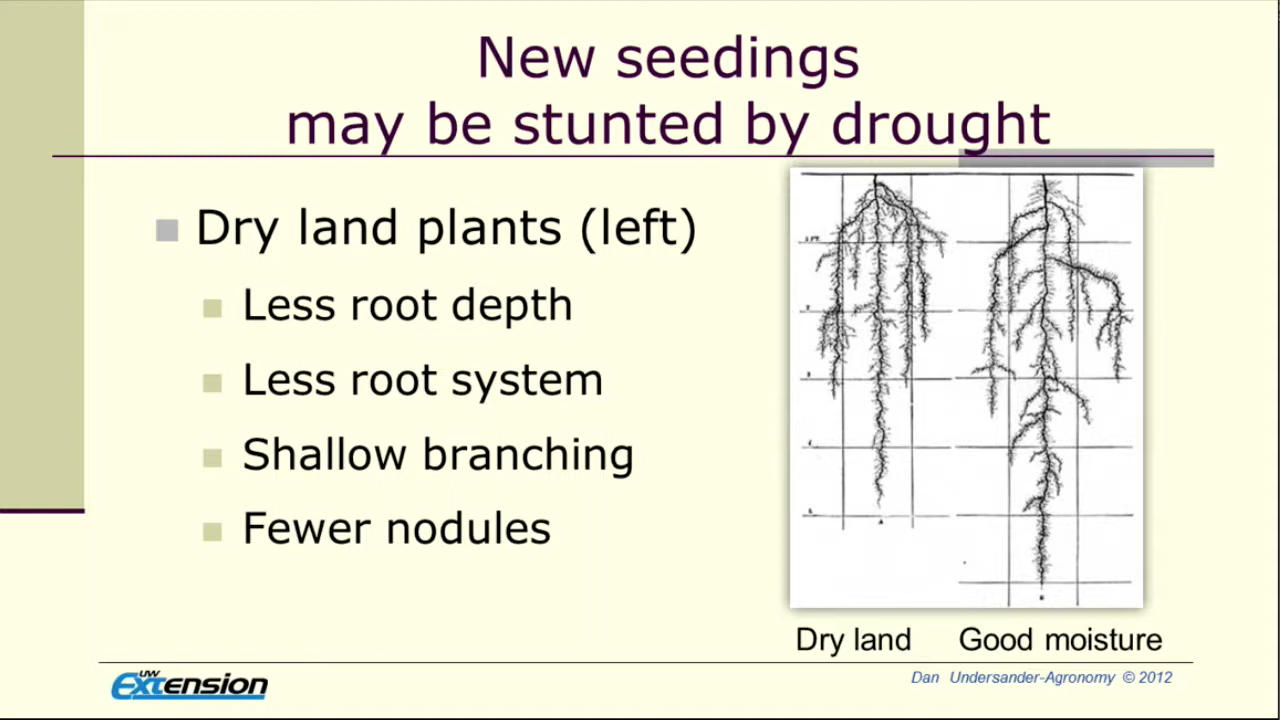 New seedings
may be stunted by drought
Dry land plants (left)
Less root depth
Less root system
Shallow branching
Fewer nodules
Dry land Good moisture
UW
Extension
Dan Undersander-Agronomy © 2012